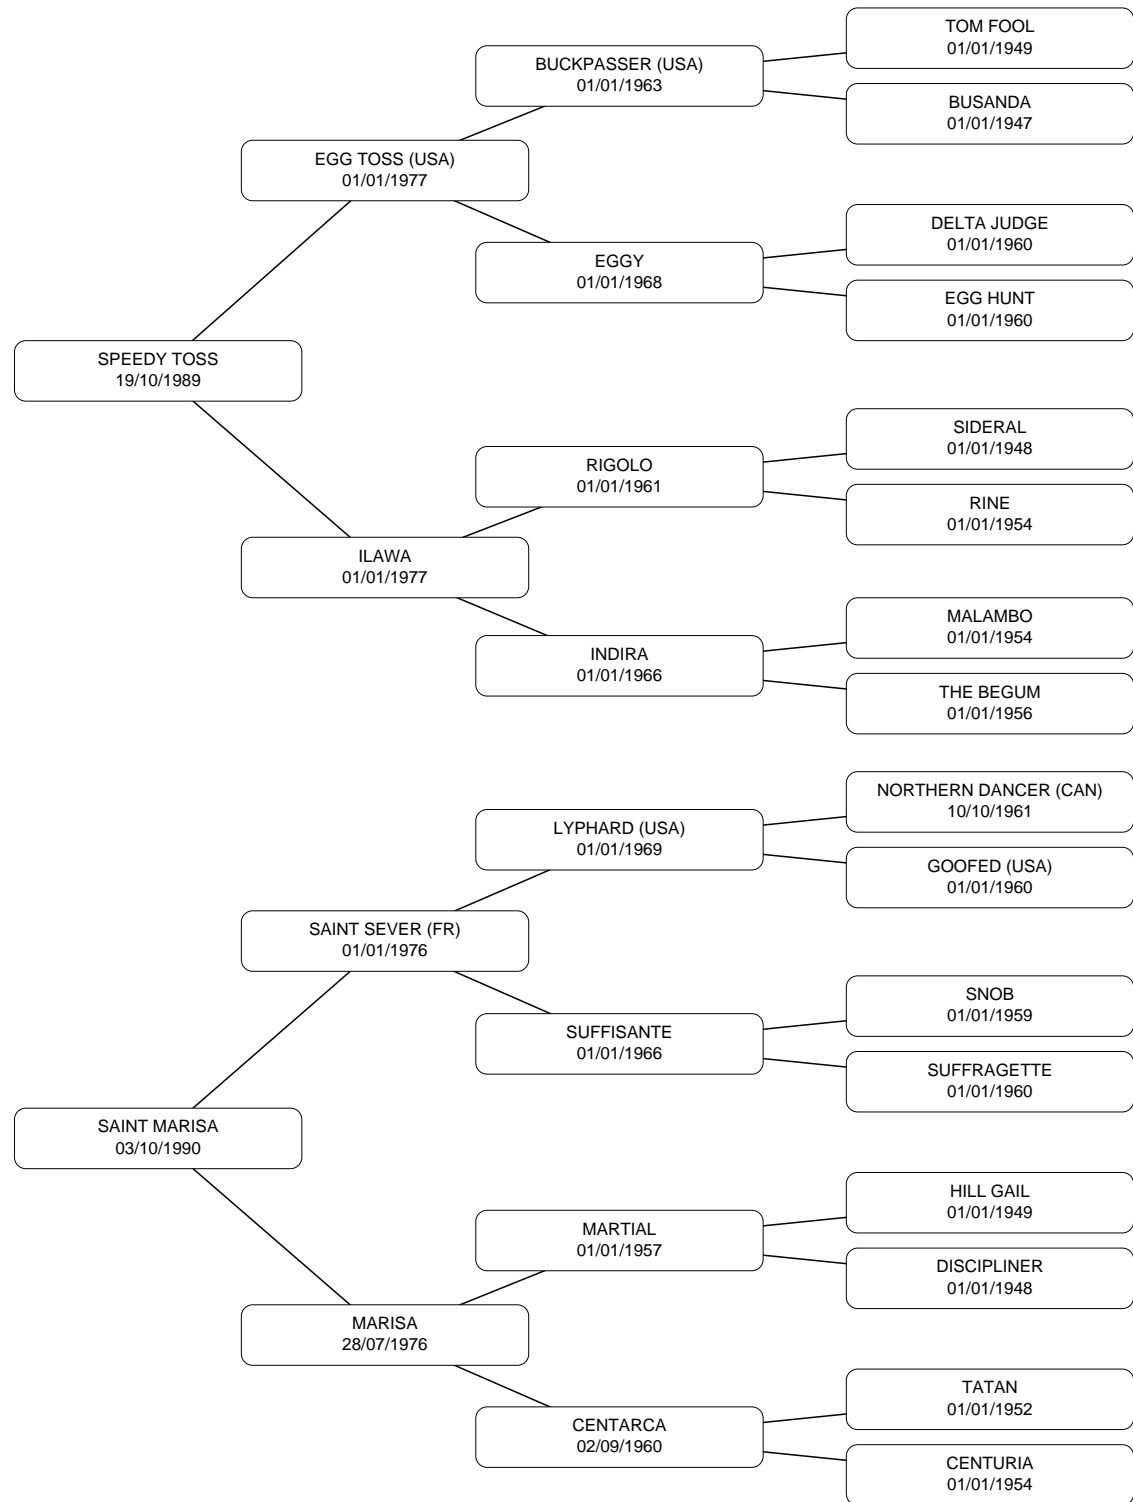 TOM FOOL
01/01/1949
BUCKPASSER (USA)
01/01/1963
BUSANDA
01/01/1947
EGG TOSS (USA)
01/01/1977
DELTA JUDGE
01/01/1960
EGGY
01/01/1968
EGG HUNT
01/01/1960
SPEEDY TOSS
19/10/1989
SIDERAL
01/01/1948
RIGOLO
01/01/1961
RINE
01/01/1954
ILAWA
01/01/1977
MALAMBO
01/01/1954
INDIRA
01/01/1966
THE BEGUM
01/01/1956
NORTHERN DANCER (CAN)
10/10/1961
LYPHARD (USA)
01/01/1969
GOOFED (USA)
01/01/1960
SAINT SEVER (FR)
01/01/1976
SNOB
01/01/1959
SUFFISANTE
01/01/1966
SUFFRAGETTE
01/01/1960
SAINT MARISA
03/10/1990
HILL GAIL
01/01/1949
MARTIAL
01/01/1957
DISCIPLINER
01/01/1948
MARISA
28/07/1976
TATAN
01/01/1952
CENTARCA
02/09/1960
CENTURIA
01/01/1954